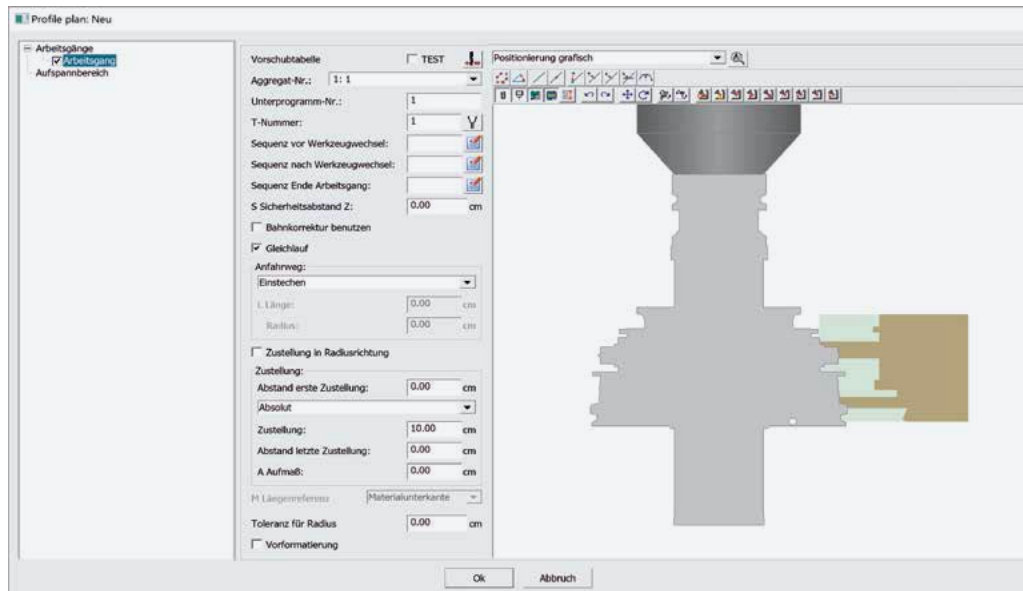 Profile plan: Neu
Arbeitsgänge
Arbeitsgang
Aufspannbereich
Vorschubtabelle TEST
Aggregat-Nr.: 1: 1
Unterprogramm-Nr.: 1
T-Nummer: 1
Sequenz vor Werkzeugwechsel:
Sequenz nach Werkzeugwechsel:
Sequenz Ende Arbeitsgang:
S Sicherheitsabstand Z: 0.00 cm
Bahnkorrektur benutzen
Gleichlauf
Anfahrweg:
Einstechen
L Länge: 0.00 cm
Radius: 0.00 cm
Zustellung in Radiusrichtung
Zustellung:
Abstand erste Zustellung: 0.00 cm
Absolut
Zustellung: 10.00 cm
Abstand letzte Zustellung: 0.00 cm
A Aufmaß: 0.00 cm
M Längenreferenz Materialunterkante
Toleranz für Radius 0.00 cm
Vorformatierung
Positionierung grafisch
Ok Abbruch